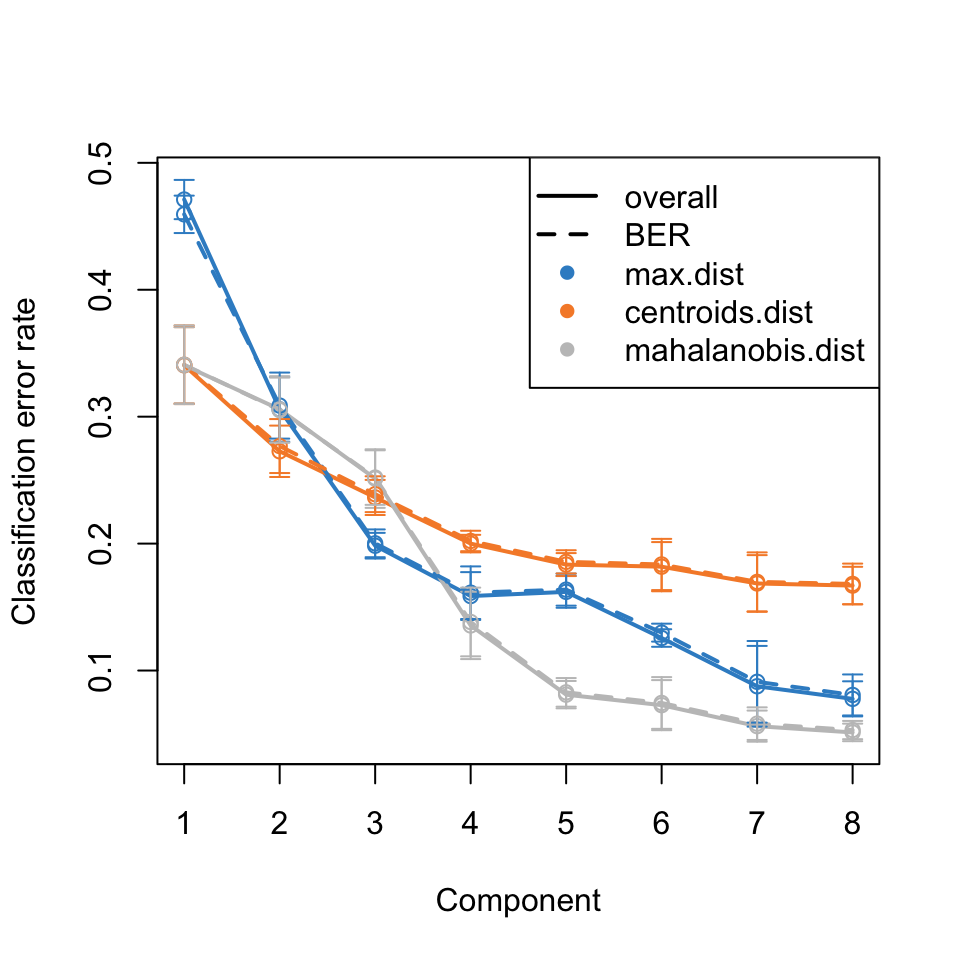 overall
BER
max.dist
centroids.dist
mahalanobis.dist
Classification error rate
0.5
0.4
0.3
0.2
0.1
1 2 3 4 5 6 7 8
Component